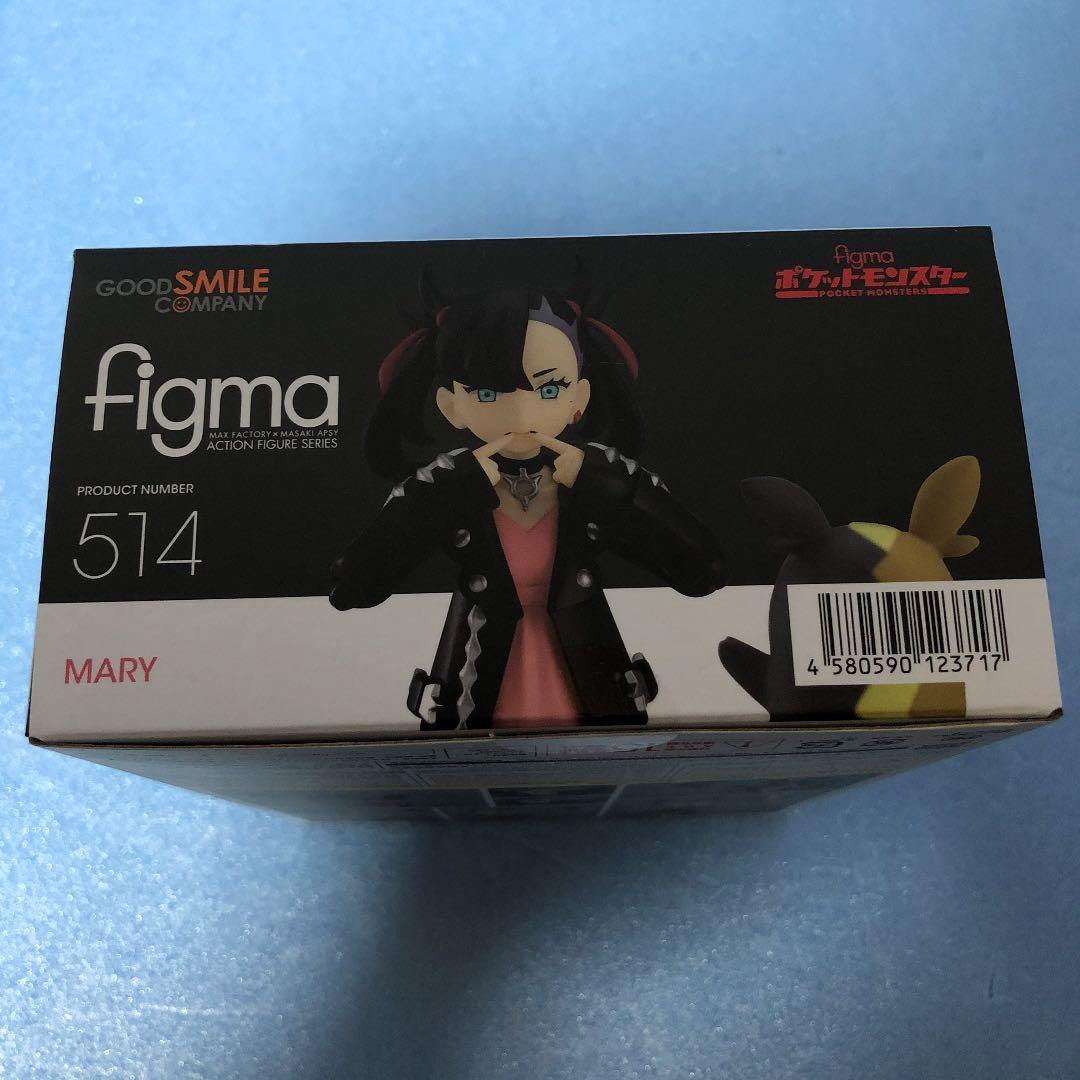 GOOD SMILE
COMPANY
figma
MAX FACTORY × MASAKI APSY
ACTION FIGURE SERIES
PRODUCT NUMBER
514
MARY
figma
ポケットモンスター
POCKET MONSTERS
4 580590 123717